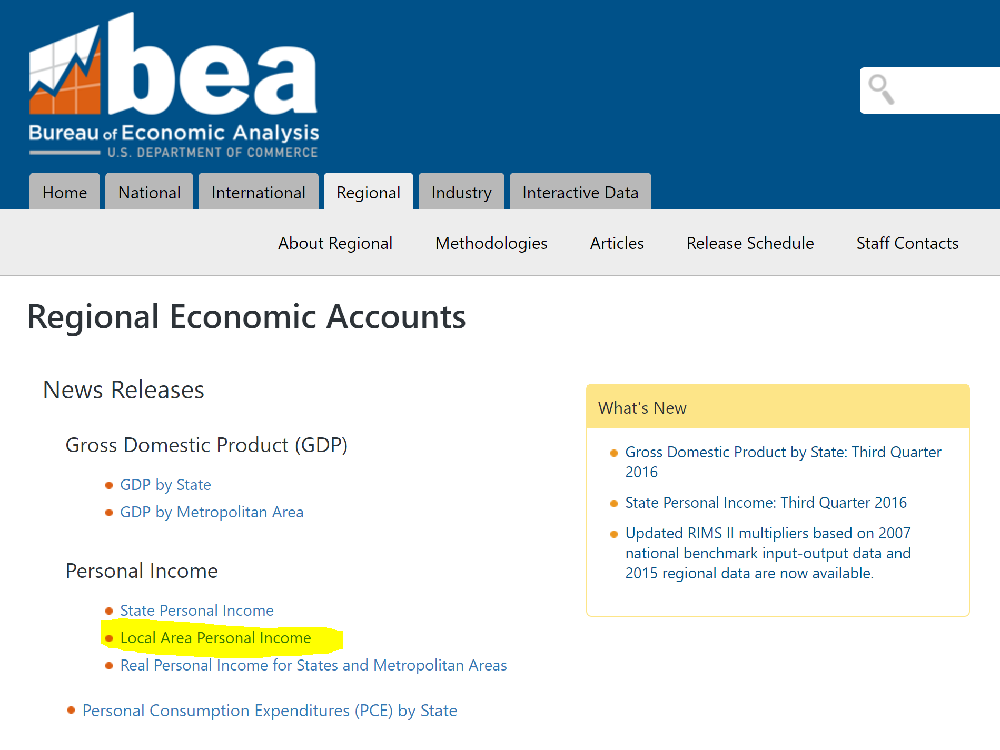 bea
Bureau of Economic Analysis
U.S. DEPARTMENT OF COMMERCE
Home National International Regional Industry Interactive Data
About Regional Methodologies Articles Release Schedule Staff Contacts
Regional Economic Accounts
News Releases
Gross Domestic Product (GDP)
GDP by State
GDP by Metropolitan Area
Personal Income
State Personal Income
Local Area Personal Income
Real Personal Income for States and Metropolitan Areas
Personal Consumption Expenditures (PCE) by State
What's New
Gross Domestic Product by State: Third Quarter
2016
State Personal Income: Third Quarter 2016
Updated RIMS II multipliers based on 2007
national benchmark input-output data and
2015 regional data are now available.